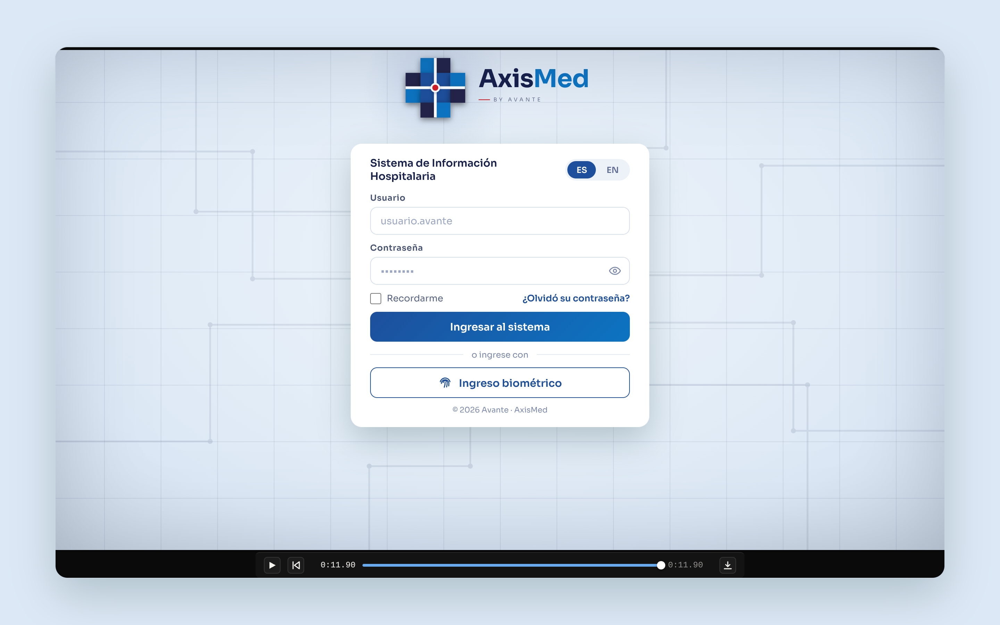 AxisMed
BY AVANTE
Sistema de Información
Hospitalaria
ES EN
Usuario
usuario.avante
Contraseña
Recordarme
¿Olvidó su contraseña?
Ingresar al sistema
o ingrese con
Ingreso biométrico
© 2026 Avante · AxisMed
0:11.90
0:11.90